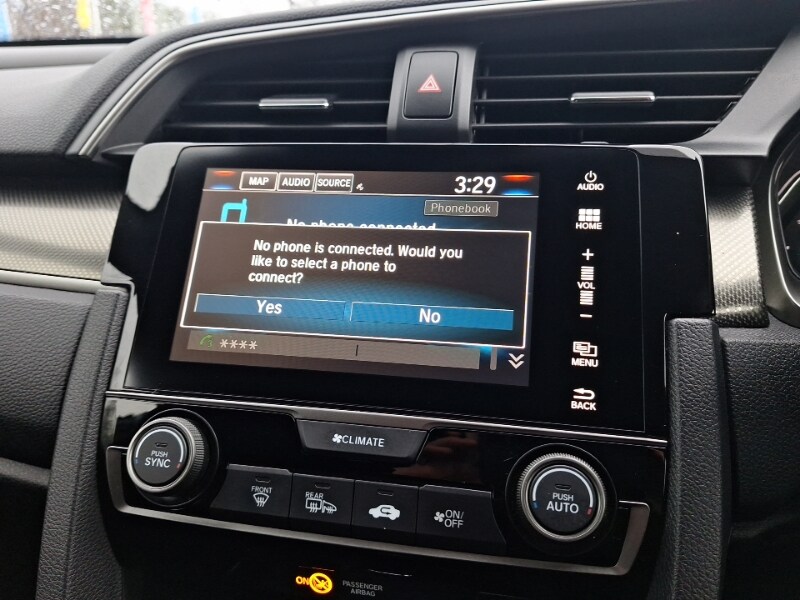 MAP AUDIO SOURCE 3:29
Phonebook
No phone connected
No phone is connected. Would you
like to select a phone to
connect?
Yes No
****
AUDIO
HOME
+
VOL
−
MENU
BACK
CLIMATE
PUSH
SYNC
FRONT
REAR
ON/
OFF
PUSH
AUTO
ON
PASSENGER
AIRBAG